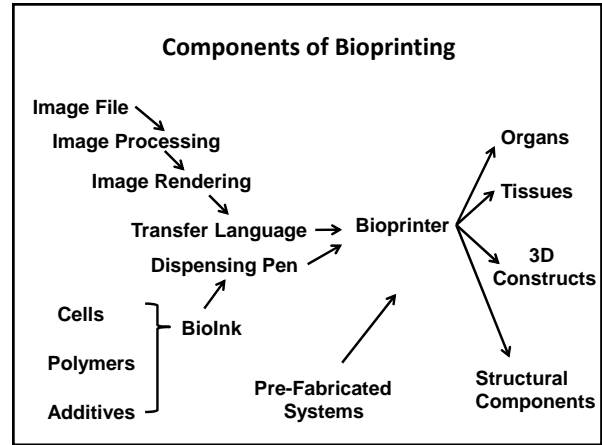 Components of Bioprinting
Image File
Image Processing
Image Rendering
Transfer Language
Dispensing Pen
Bioprinter
Organs
Tissues
3D
Constructs
Structural
Components
Cells
Polymers
Additives
BioInk
Pre-Fabricated
Systems